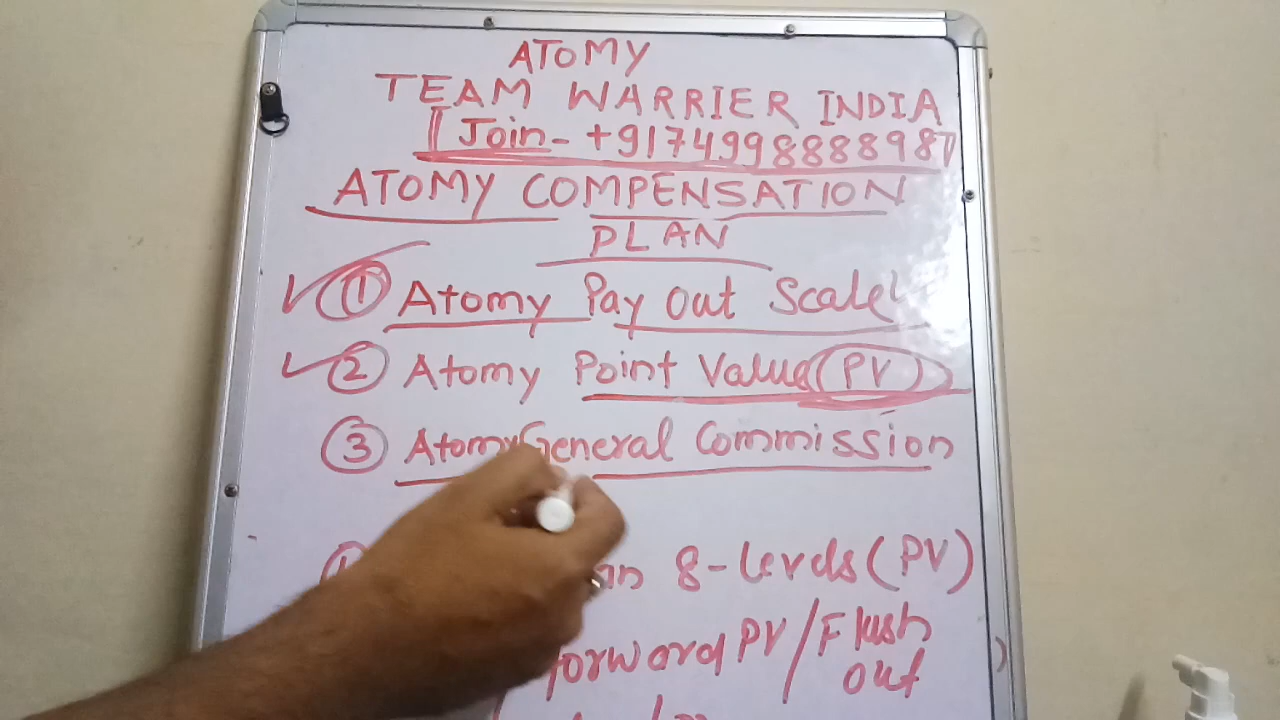 ATOMY
TEAM WARRIER INDIA
Join - +917499888898
ATOMY COMPENSATION
PLAN
① Atomy Pay Out Scale
② Atomy Point Value (PV)
③ Atomy General Commission
8-levels (PV)
forward PV / Flush
out